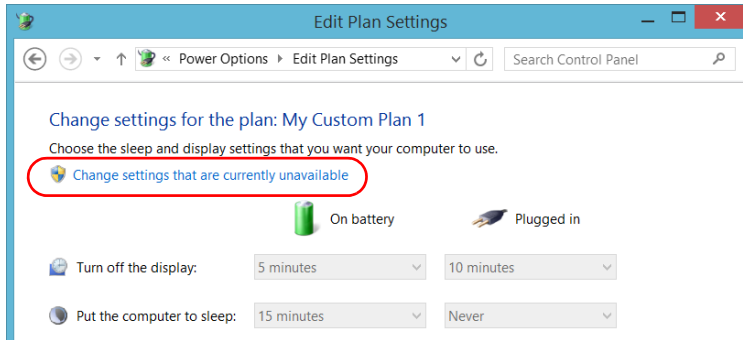 Edit Plan Settings
« Power Options Edit Plan Settings Search Control Panel
Change settings for the plan: My Custom Plan 1
Choose the sleep and display settings that you want your computer to use.
Change settings that are currently unavailable
On battery Plugged in
Turn off the display: 5 minutes 10 minutes
Put the computer to sleep: 15 minutes Never